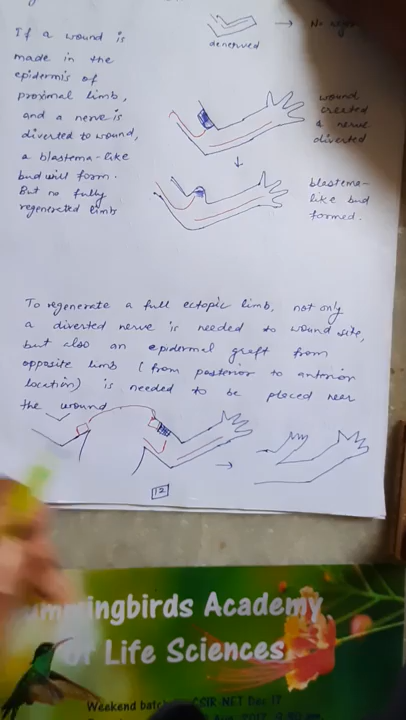 → No
denerved
If a wound is
made in the
epidermis of
proximal limb,
and a nerve is
diverted to wound,
a blastema-like
bud will form.
But no fully
regenerated limbs
wound
created
& nerve
diverted
blastema-
like bud
formed.
To regenerate a full ectopic limb, not only
a diverted nerve is needed to wound site,
but also an epidermal graft from
opposite limb (from posterior to anterior
location) is needed to be placed near
the wound
12
Hummingbirds Academy
Of Life Sciences
Weekend batch CSIR-NET Dec 17